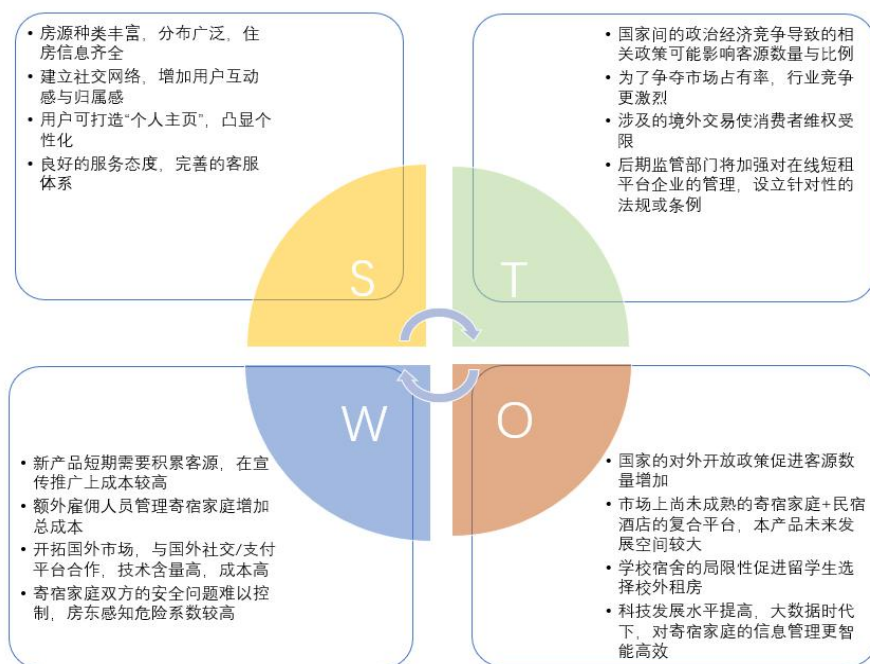 • 房源种类丰富，分布广泛，住
房信息齐全
• 建立社交网络，增加用户互动
感与归属感
• 用户可打造“个人主页”，凸显个
性化
• 良好的服务态度，完善的客服
体系
• 国家间的政治经济竞争导致的相
关政策可能影响客源数量与比例
• 为了争夺市场占有率，行业竞争
更激烈
• 涉及的境外交易使消费者维权受
限
• 后期监管部门将加强对在线短租
平台企业的管理，设立针对性的
法规或条例
S
T
W
O
• 新产品短期需要积累客源，在宣
传推广上成本较高
• 额外雇佣人员管理寄宿家庭增加
总成本
• 开拓国外市场，与国外社交/支付
平台合作，技术含量高，成本高
• 寄宿家庭双方的安全问题难以控
制，房东感知危险系数较高
• 国家的对外开放政策促进客源数
量增加
• 市场上尚未成熟的寄宿家庭+民宿
酒店的复合平台，本产品未来发
展空间较大
• 学校宿舍的局限性促进留学生选
择校外租房
• 科技发展水平提高，大数据时代
下，对寄宿家庭的信息管理更智
能高效